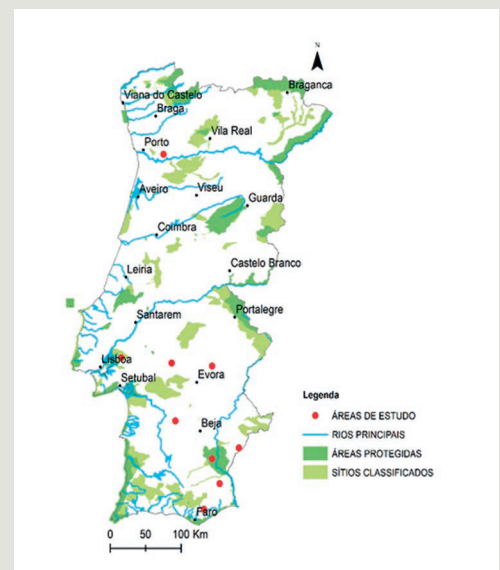 N
Braganca
Viana do Castelo
Braga
Vila Real
Porto
Aveiro
Viseu
Guarda
Coimbra
Leiria
Castelo Branco
Santarem
Portalegre
Lisboa
Setubal
Evora
Beja
Faro
Legenda
ÁREAS DE ESTUDO
RIOS PRINCIPAIS
ÁREAS PROTEGIDAS
SÍTIOS CLASSIFICADOS
0 50 100 Km